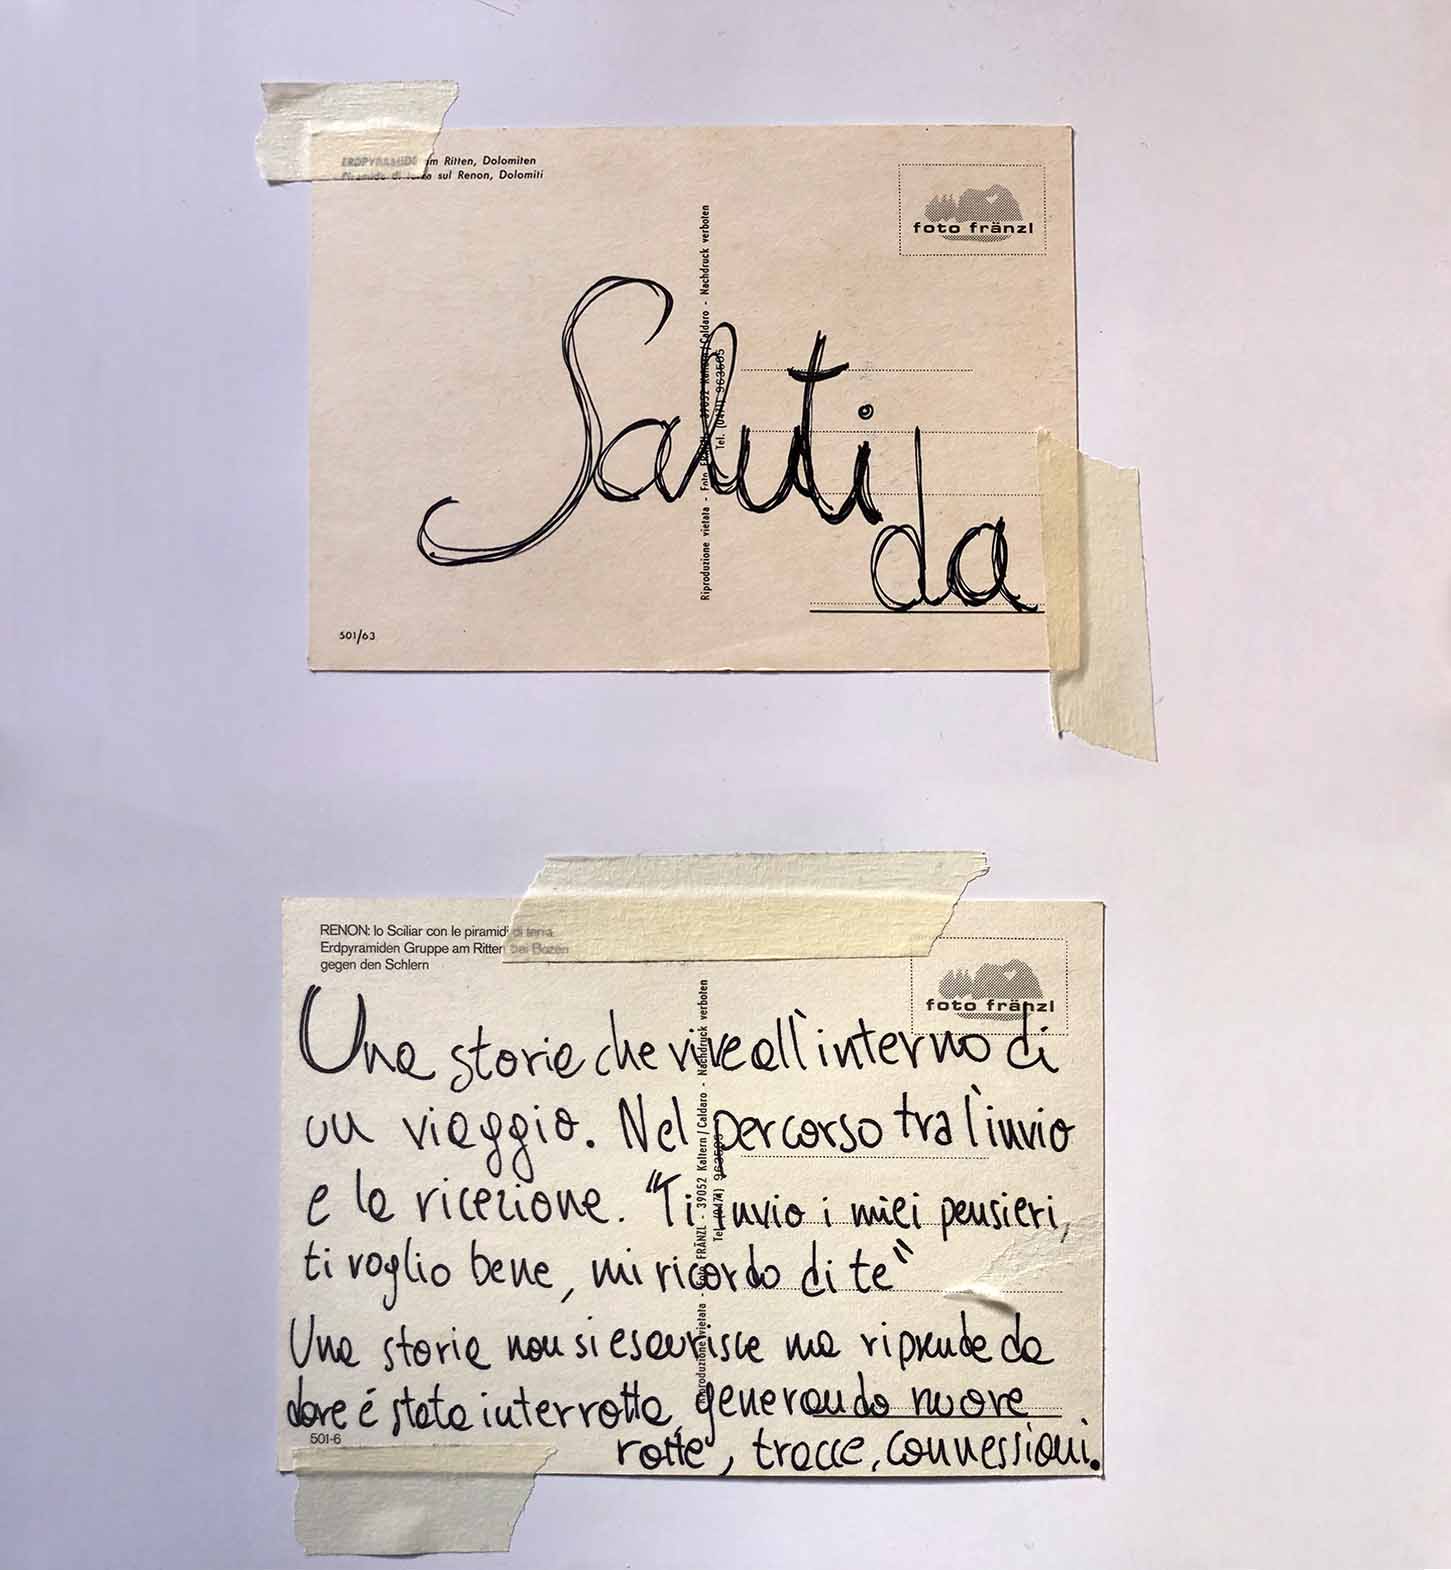 ERDPYRAMIDE am Ritten, Dolomiten
Piramide di terza sul Renon, Dolomiti
foto fränzl
Riproduzione vietata - Foto FRÄNZL - 39052 Kaltern/Caldaro - Nachdruck verboten
Tel. (0471) 963505
Saluti
da
501/63
RENON: lo Sciliar con le piramidi di terra
Erdpyramiden Gruppe am Ritten bei Bozen
gegen den Schlern
foto fränzl
Riproduzione vietata - Foto FRÄNZL - 39052 Kaltern/Caldaro - Nachdruck verboten
Tel. (0471) 963505
Una storia che vive all'interno di
un viaggio. Nel percorso tra l'invio
e la ricezione. "Ti invio i miei pensieri,
ti voglio bene, mi ricordo di te"
Una storia non si esaurisce ma riprende da
dove é stata interrotta, generando nuove
rotte, tracce, connessioni.
501-6